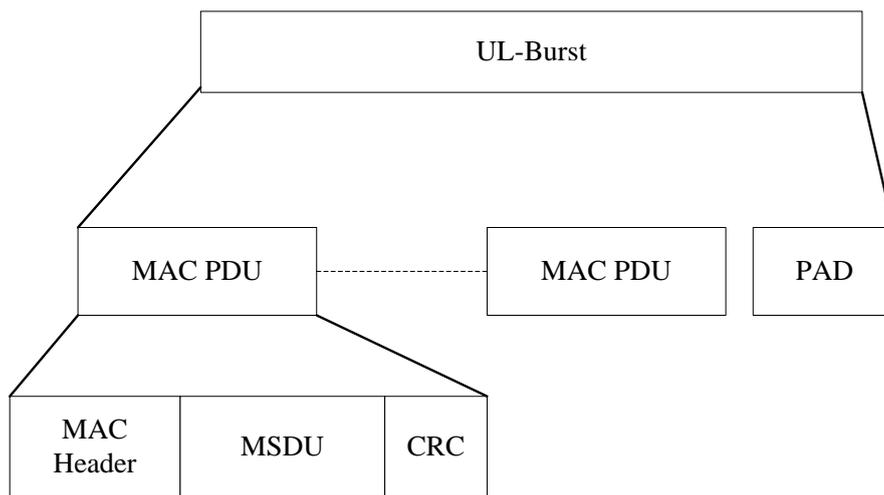 UL-Burst
MAC PDU
MAC PDU
PAD
MAC
Header
MSDU
CRC